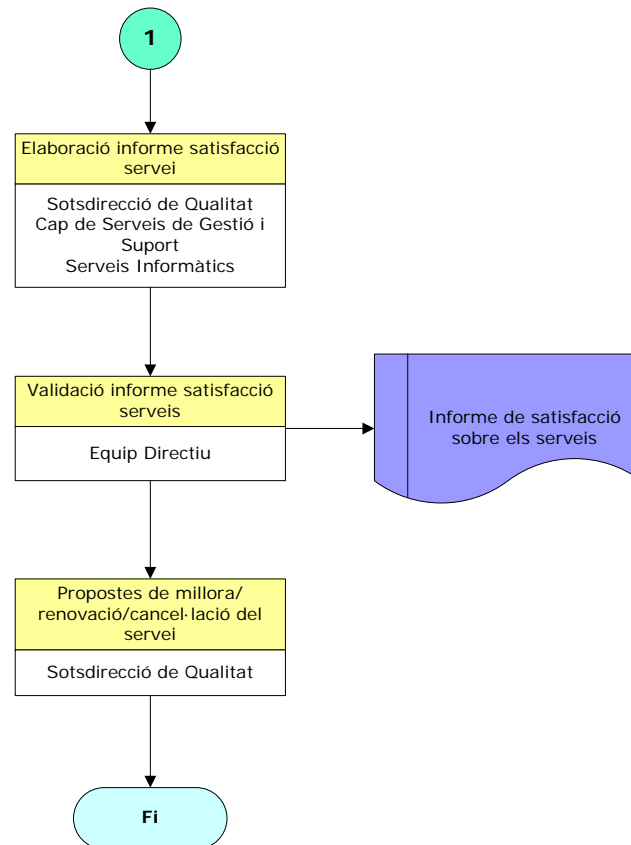 1
Elaboració informe satisfacció
servei
Sotsdirecció de Qualitat
Cap de Serveis de Gestió i
Suport
Serveis Informàtics
Validació informe satisfacció
serveis
Equip Directiu
Informe de satisfacció
sobre els serveis
Propostes de millora/
renovació/cancel·lació del
servei
Sotsdirecció de Qualitat
Fi